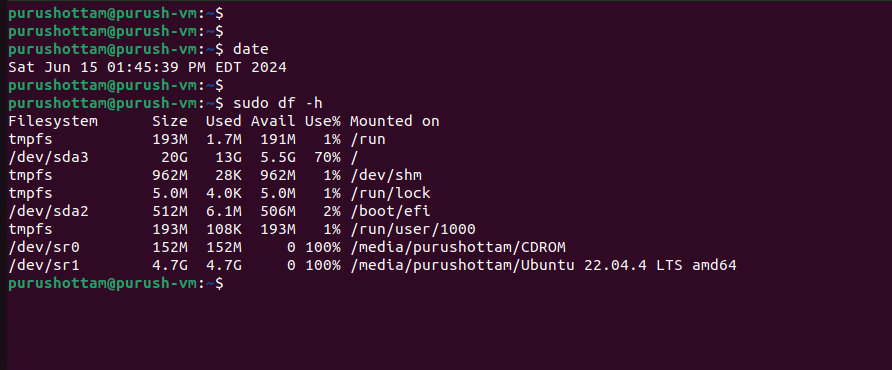 purushottam@purush-vm:~$
purushottam@purush-vm:~$
purushottam@purush-vm:~$ date
Sat Jun 15 01:45:39 PM EDT 2024
purushottam@purush-vm:~$
purushottam@purush-vm:~$ sudo df -h
Filesystem      Size  Used Avail Use% Mounted on
tmpfs           193M  1.7M  191M   1% /run
/dev/sda3        20G   13G  5.5G  70% /
tmpfs           962M   28K  962M   1% /dev/shm
tmpfs           5.0M  4.0K  5.0M   1% /run/lock
/dev/sda2       512M  6.1M  506M   2% /boot/efi
tmpfs           193M  108K  193M   1% /run/user/1000
/dev/sr0        152M  152M     0 100% /media/purushottam/CDROM
/dev/sr1        4.7G  4.7G     0 100% /media/purushottam/Ubuntu 22.04.4 LTS amd64
purushottam@purush-vm:~$